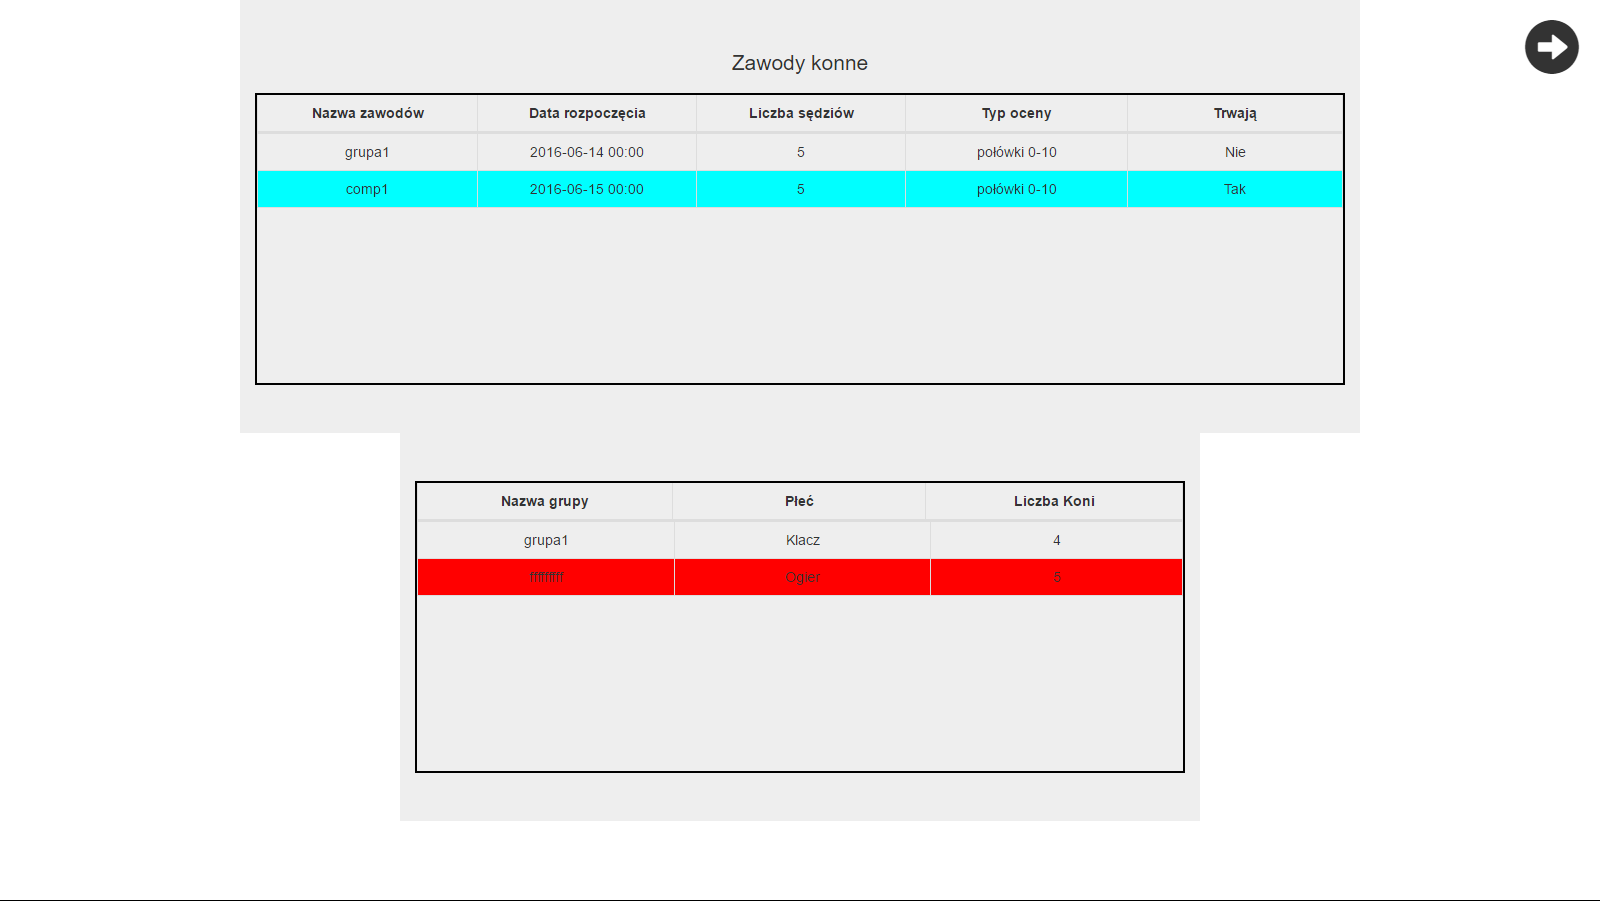 Zawody konne
Nazwa zawodów Data rozpoczęcia Liczba sędziów Typ oceny Trwają
grupa1 2016-06-14 00:00 5 połówki 0-10 Nie
comp1 2016-06-15 00:00 5 połówki 0-10 Tak
Nazwa grupy Płeć Liczba Koni
grupa1 Klacz 4
Ogier 5